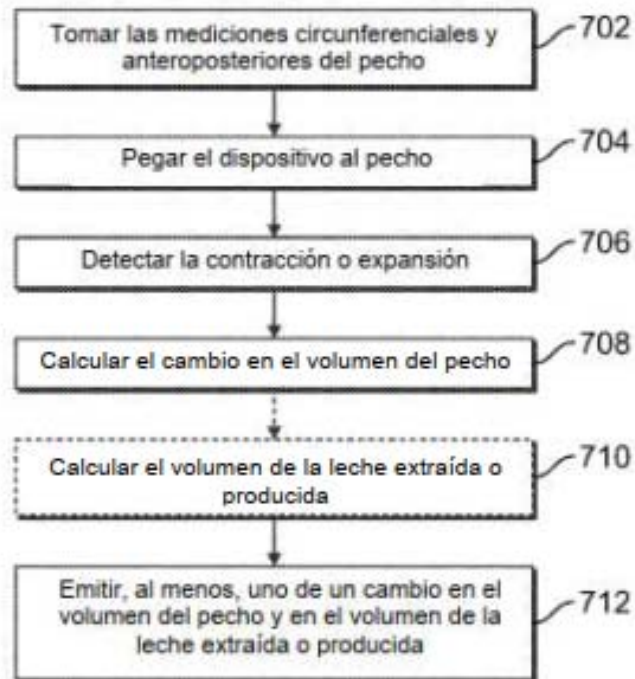 Tomar las mediciones circunferenciales y
anteroposteriores del pecho
702
Pegar el dispositivo al pecho
704
Detectar la contracción o expansión
706
Calcular el cambio en el volumen del pecho
708
Calcular el volumen de la leche extraída o
producida
710
Emitir, al menos, uno de un cambio en el
volumen del pecho y en el volumen de la
leche extraída o producida
712